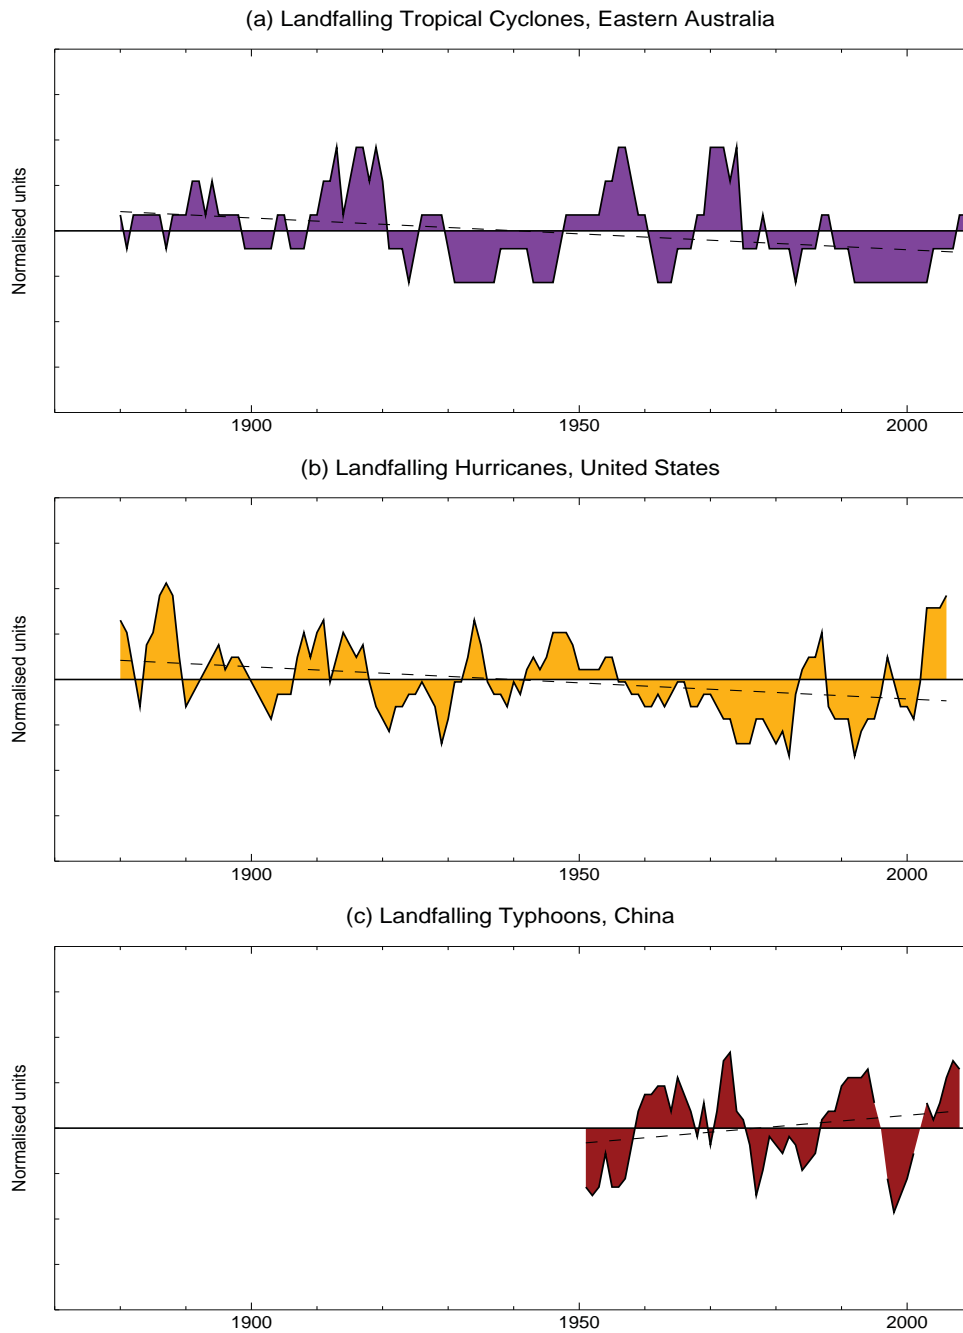 (a) Landfalling Tropical Cyclones, Eastern Australia
Normalised units
1900 1950 2000
(b) Landfalling Hurricanes, United States
Normalised units
1900 1950 2000
(c) Landfalling Typhoons, China
Normalised units
1900 1950 2000